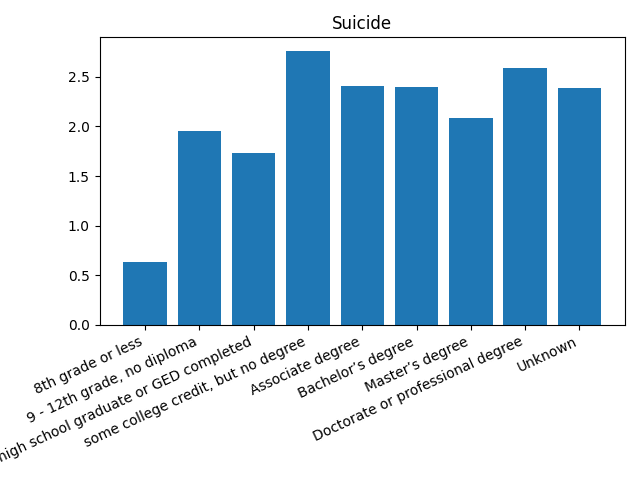 Suicide
2.5
2.0
1.5
1.0
0.5
0.0
8th grade or less
9 - 12th grade, no diploma
high school graduate or GED completed
some college credit, but no degree
Associate degree
Bachelor’s degree
Master’s degree
Doctorate or professional degree
Unknown